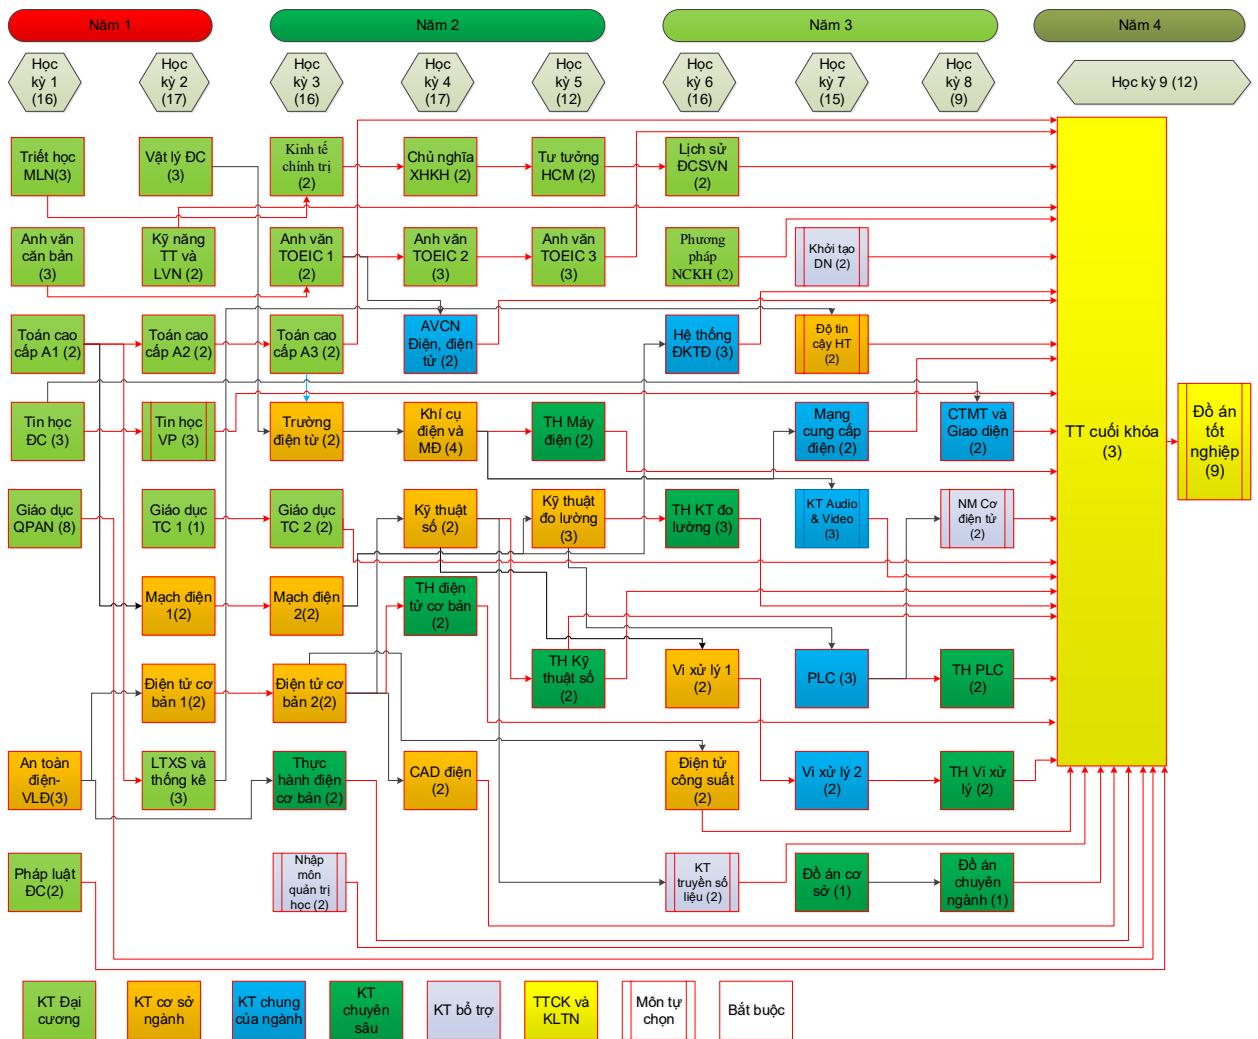 Năm 1
Năm 2
Năm 3
Năm 4
Học
kỳ 1
(16)
Học
kỳ 2
(17)
Học
kỳ 3
(16)
Học
kỳ 4
(17)
Học
kỳ 5
(12)
Học
kỳ 6
(16)
Học
kỳ 7
(15)
Học
kỳ 8
(9)
Học kỳ 9 (12)
Triết học
MLN(3)
Vật lý ĐC
(3)
Kinh tế
chính trị
(2)
Chủ nghĩa
XHKH (2)
Tư tưởng
HCM (2)
Lịch sử
ĐCSVN
(2)
Anh văn
căn bản
(3)
Kỹ năng
TT và
LVN (2)
Anh văn
TOEIC 1
(2)
Anh văn
TOEIC 2
(3)
Anh văn
TOEIC 3
(3)
Phương
pháp
NCKH (2)
Khởi tạo
DN (2)
Toán cao
cấp A1 (2)
Toán cao
cấp A2 (2)
Toán cao
cấp A3 (2)
AVCN
Điện, điện
tử (2)
Hệ thống
ĐKTĐ (3)
Độ tin
cậy HT
(2)
Tin học
ĐC (3)
Tin học
VP (3)
Trường
điện từ (2)
Khí cụ
điện và
MĐ (4)
TH Máy
điện (2)
Mạng
cung cấp
điện (2)
CTMT và
Giao diện
(2)
TT cuối khóa
(3)
Đồ án
tốt
nghiệp
(9)
Giáo dục
QPAN (8)
Giáo dục
TC 1 (1)
Giáo dục
TC 2 (2)
Kỹ thuật
số (2)
Kỹ thuật
đo lường
(3)
TH KT đo
lường (3)
KT Audio
& Video
(3)
NM Cơ
điện tử
(2)
Mạch điện
1(2)
Mạch điện
2(2)
TH điện
tử cơ bản
(2)
Điện tử cơ
bản 1(2)
Điện tử cơ
bản 2(2)
TH Kỹ
thuật số
(2)
Vi xử lý 1
(2)
PLC (3)
TH PLC
(2)
An toàn
điện-
VLĐ(3)
LTXS và
thống kê
(3)
Thực
hành điện
cơ bản (2)
CAD điện
(2)
Điện tử
công suất
(2)
Vi xử lý 2
(2)
TH Vi xử
lý (2)
Pháp luật
ĐC(2)
Nhập
môn
quản trị
học (2)
KT
truyền số
liệu (2)
Đồ án cơ
sở (1)
Đồ án
chuyên
ngành (1)
KT Đại
cương
KT cơ sở
ngành
KT chung
của ngành
KT
chuyên
sâu
KT bổ trợ
TTCK và
KLTN
Môn tự
chọn
Bắt buộc